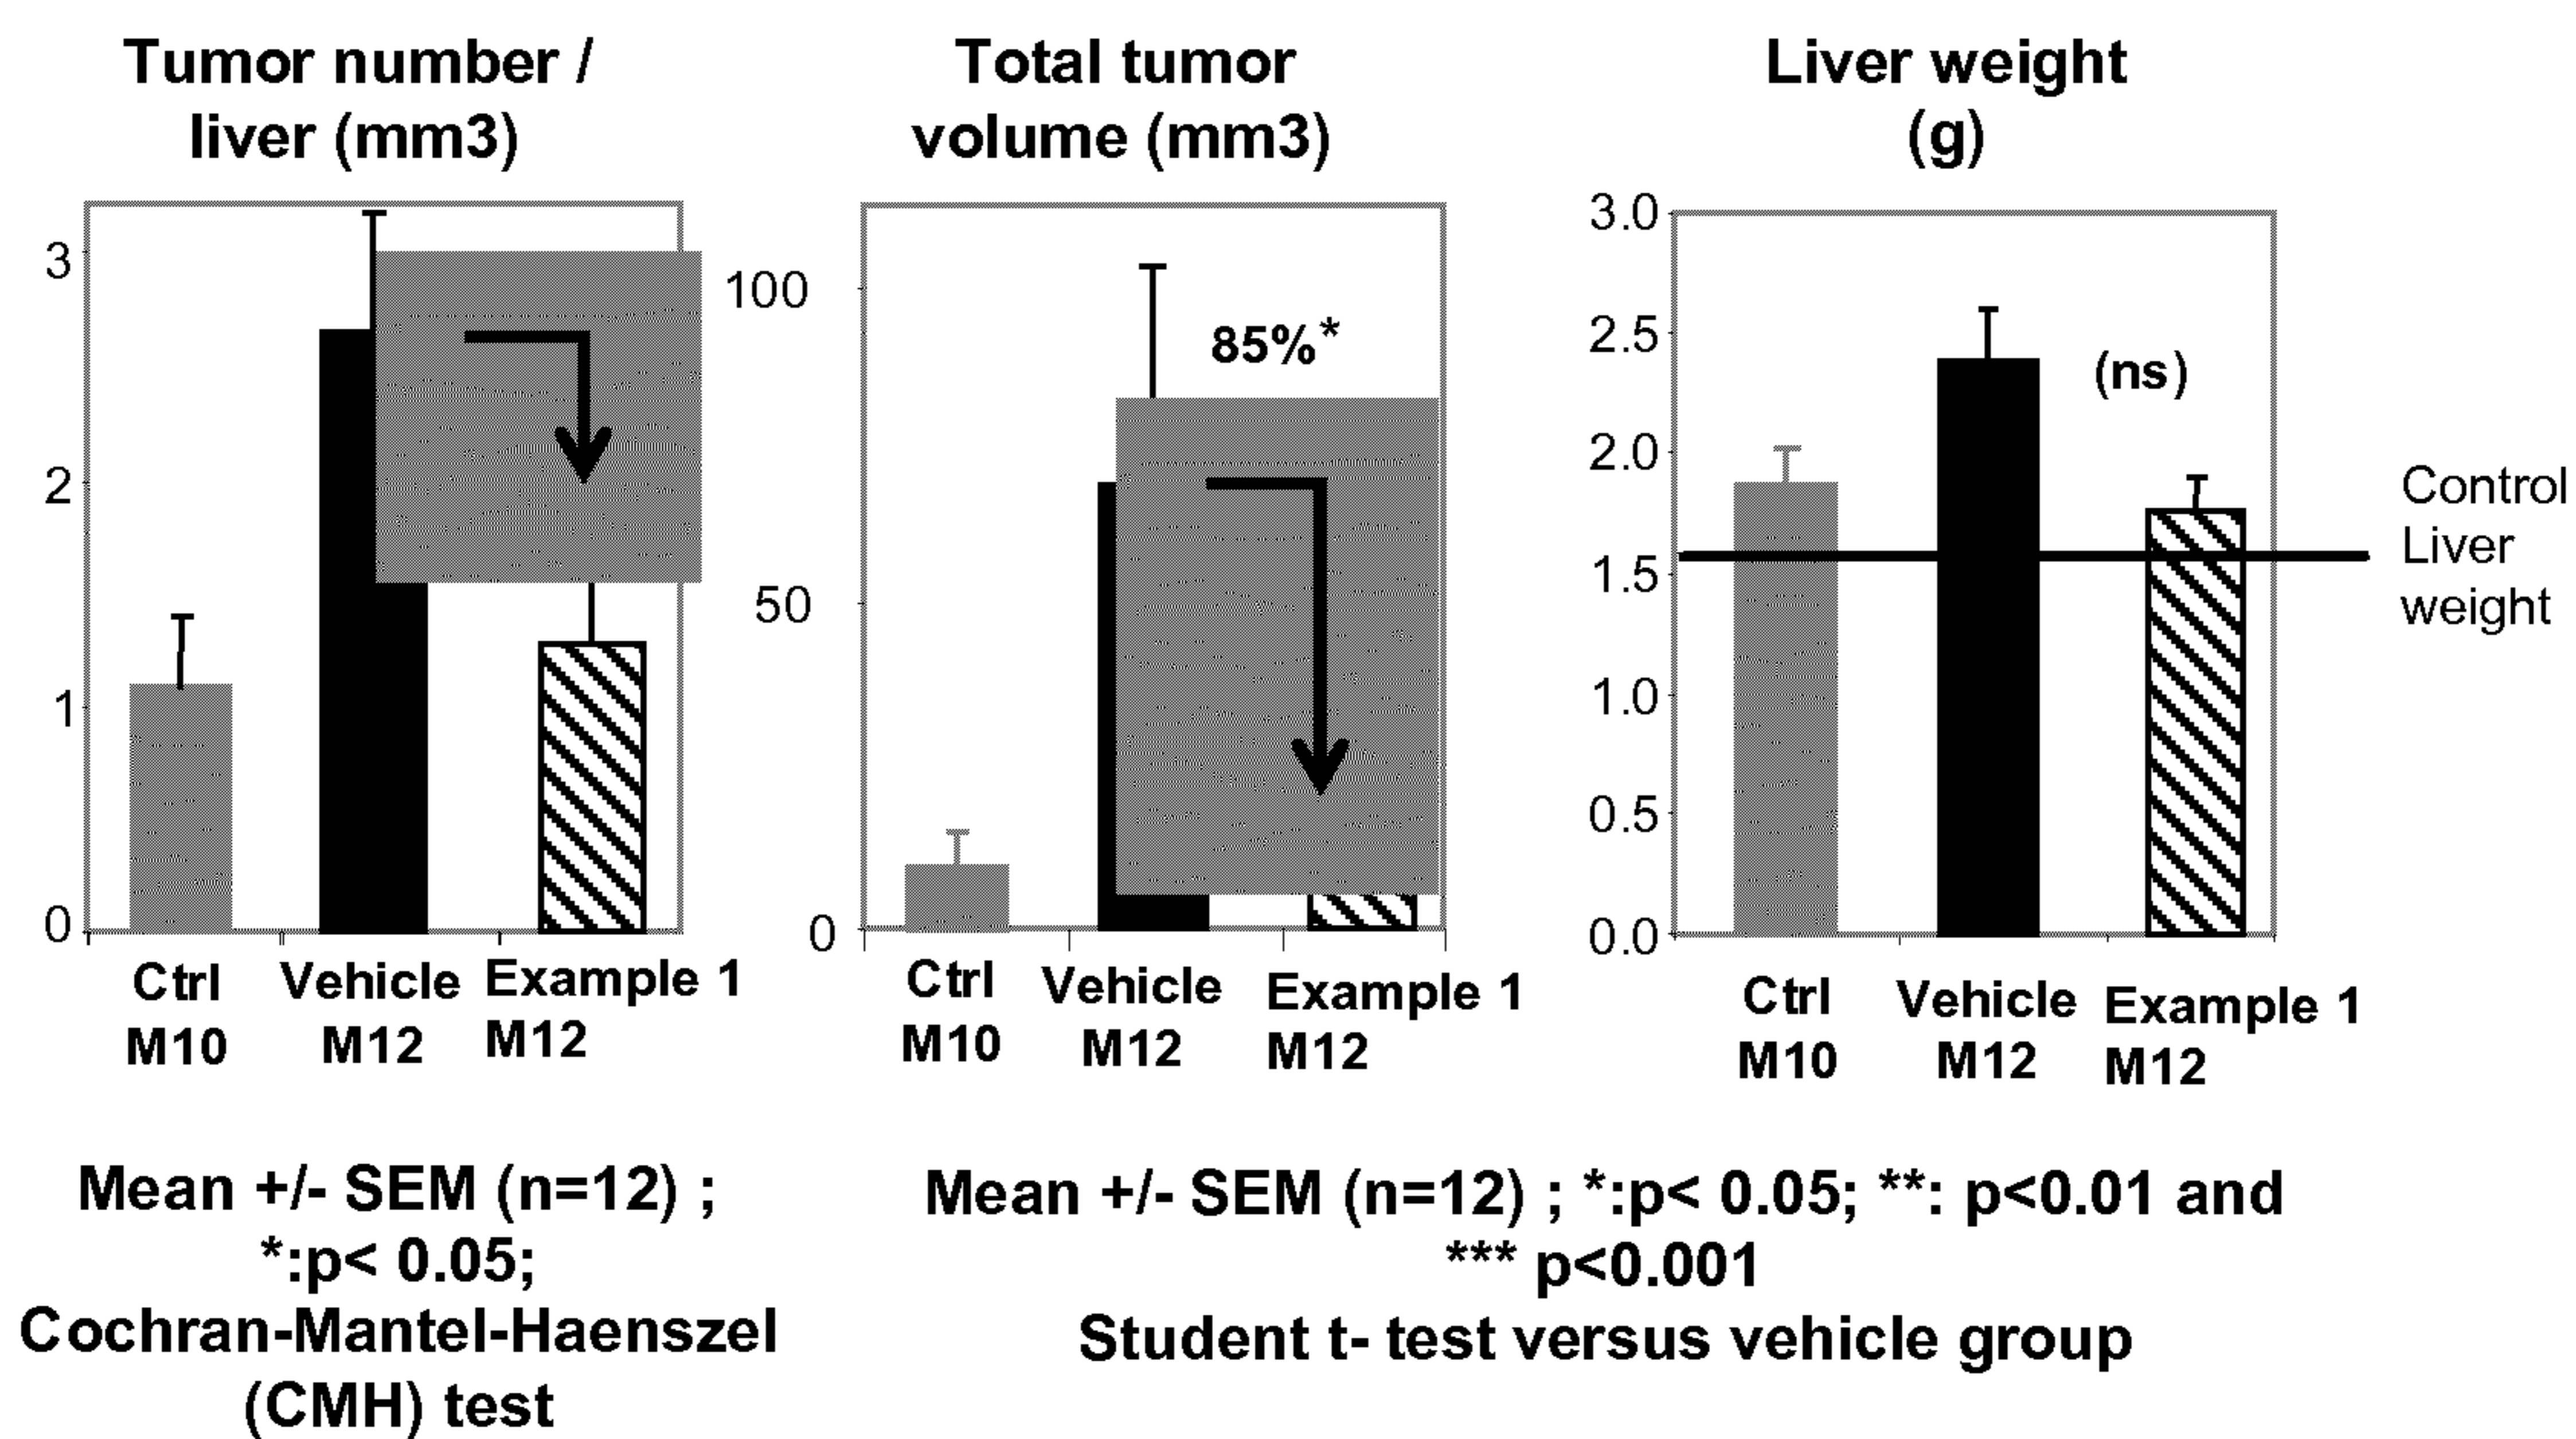 Tumor number /
liver (mm3)
3
2
1
0
Ctrl
M10
Vehicle
M12
Example 1
M12
Total tumor
volume (mm3)
100
50
0
85%*
Ctrl
M10
Vehicle
M12
Example 1
M12
Liver weight
(g)
3.0
2.5
2.0
1.5
1.0
0.5
0.0
(ns)
Control
Liver
weight
Ctrl
M10
Vehicle
M12
Example 1
M12
Mean +/- SEM (n=12) ;
*:p< 0.05;
Cochran-Mantel-Haenszel
(CMH) test
Mean +/- SEM (n=12) ; *:p< 0.05; **: p<0.01 and
*** p<0.001
Student t- test versus vehicle group